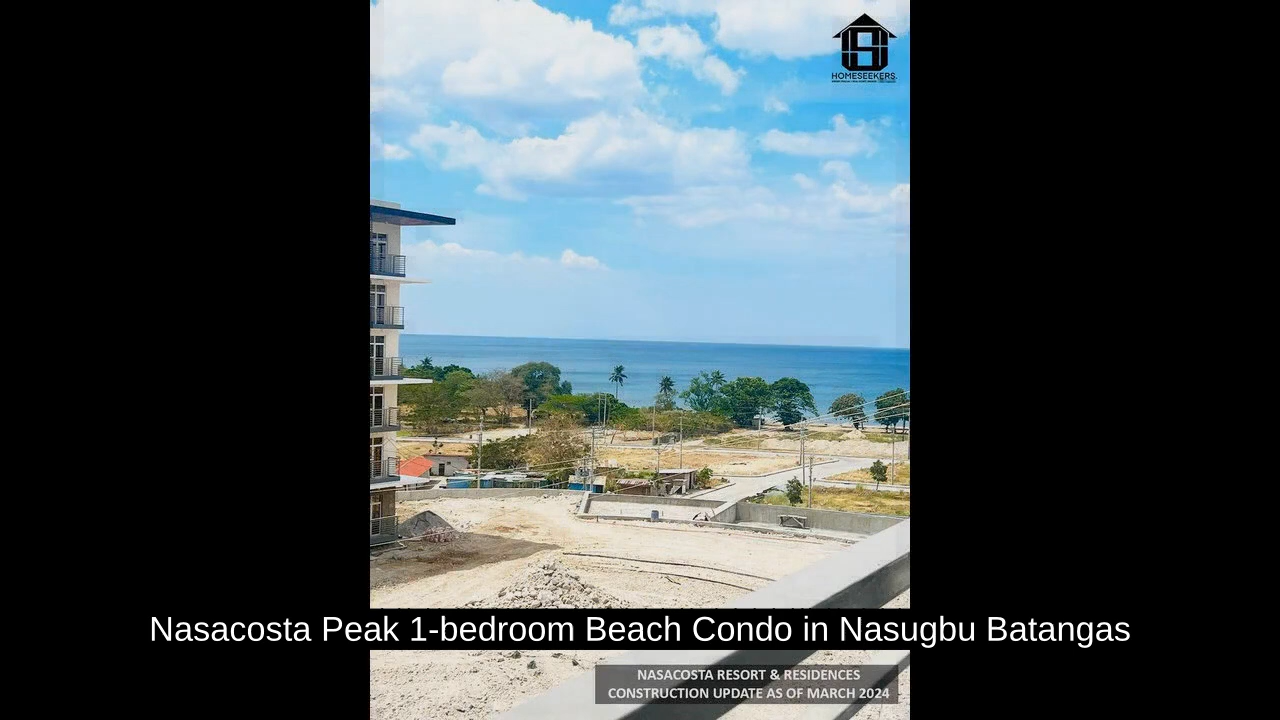 HOMESEEKERS.
Nasacosta Peak 1-bedroom Beach Condo in Nasugbu Batangas
NASACOSTA RESORT & RESIDENCES
CONSTRUCTION UPDATE AS OF MARCH 2024